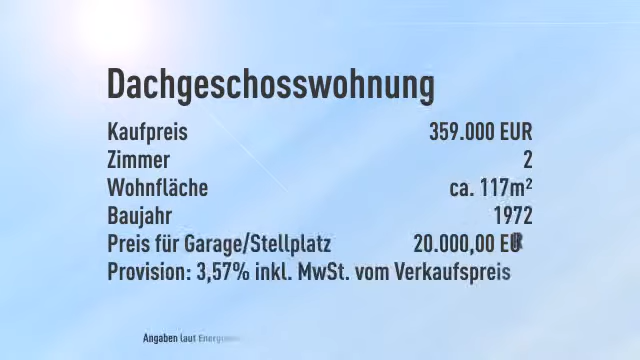 Dachgeschosswohnung
Kaufpreis 359.000 EUR
Zimmer 2
Wohnfläche ca. 117m²
Baujahr 1972
Preis für Garage/Stellplatz 20.000,00 EUR
Provision: 3,57% inkl. MwSt. vom Verkaufspreis
Angaben laut